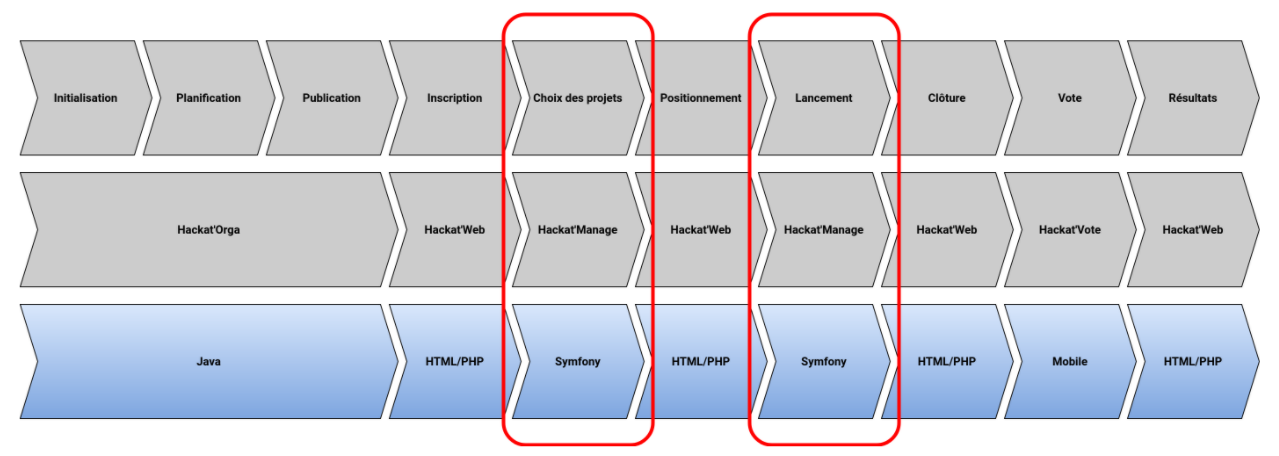 Initialisation
Planification
Publication
Inscription
Choix des projets
Positionnement
Lancement
Clôture
Vote
Résultats
Hackat'Orga
Hackat'Web
Hackat'Manage
Hackat'Web
Hackat'Manage
Hackat'Web
Hackat'Vote
Hackat'Web
Java
HTML/PHP
Symfony
HTML/PHP
Symfony
HTML/PHP
Mobile
HTML/PHP